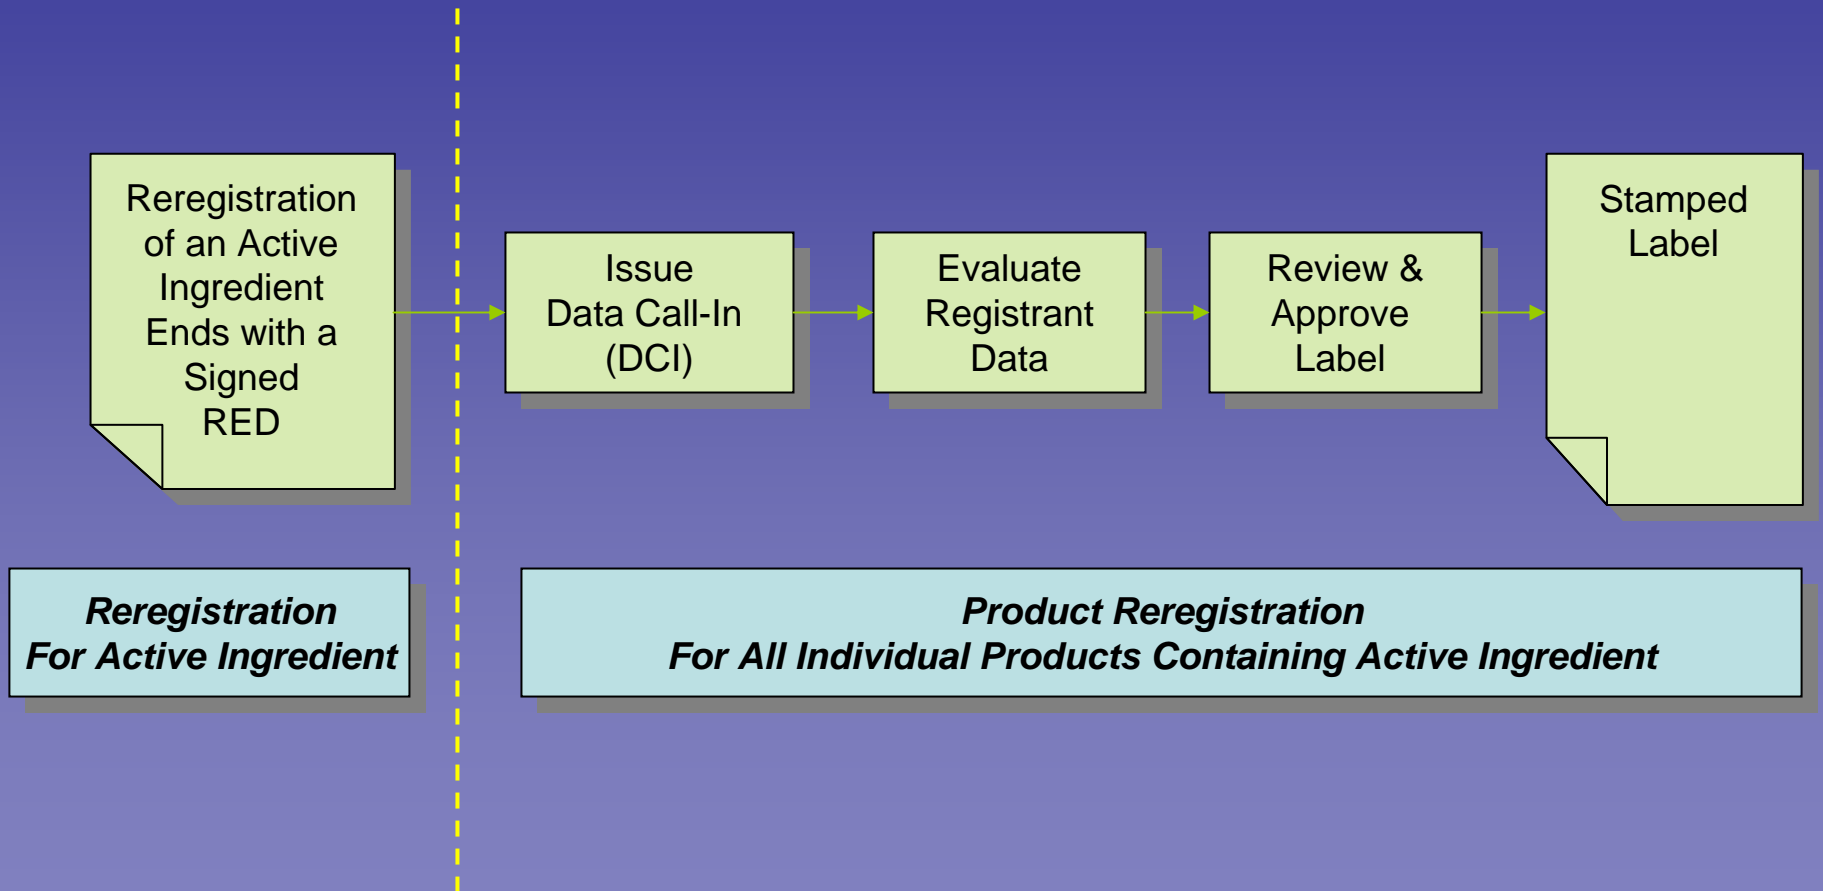 Reregistration
of an Active
Ingredient
Ends with a
Signed
RED
Issue
Data Call-In
(DCI)
Evaluate
Registrant
Data
Review &
Approve
Label
Stamped
Label
Reregistration
For Active Ingredient
Product Reregistration
For All Individual Products Containing Active Ingredient